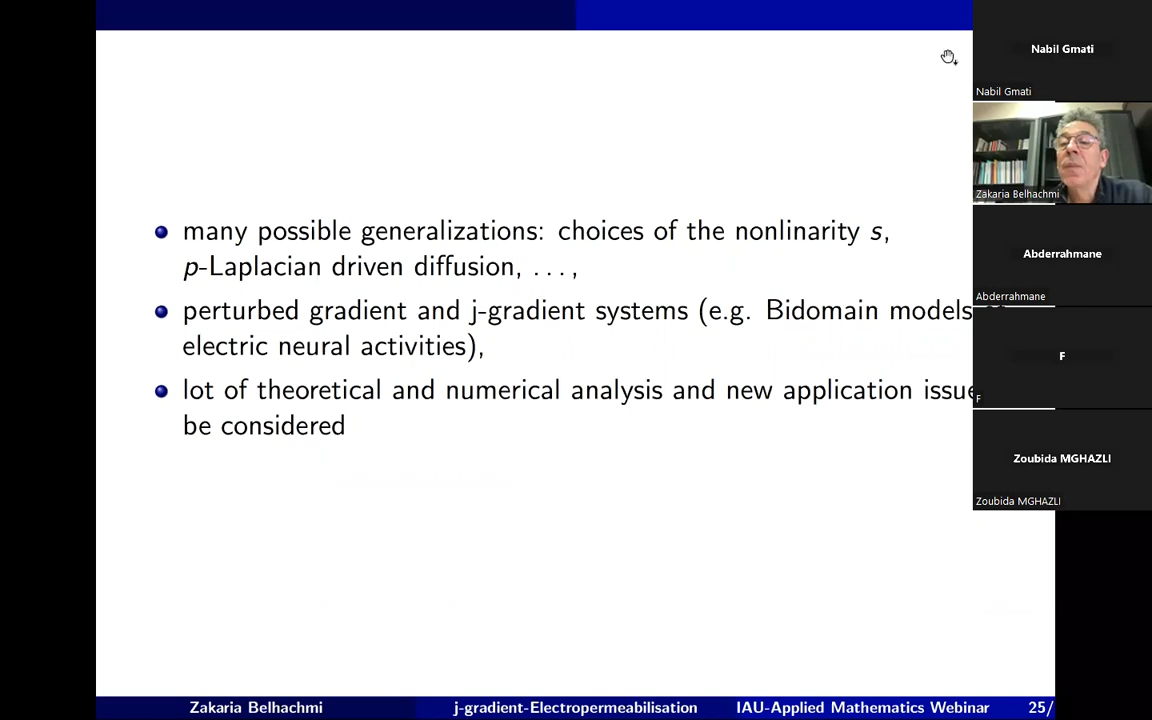 many possible generalizations: choices of the nonlinarity s,
p-Laplacian driven diffusion, ...,
perturbed gradient and j-gradient systems (e.g. Bidomain models
electric neural activities),
lot of theoretical and numerical analysis and new application issue
be considered
Zakaria Belhachmi
j-gradient-Electropermeabilisation
IAU-Applied Mathematics Webinar
25/
Nabil Gmati
Nabil Gmati
Zakaria Belhachmi
Abderrahmane
Abderrahmane
F
F
Zoubida MGHAZLI
Zoubida MGHAZLI